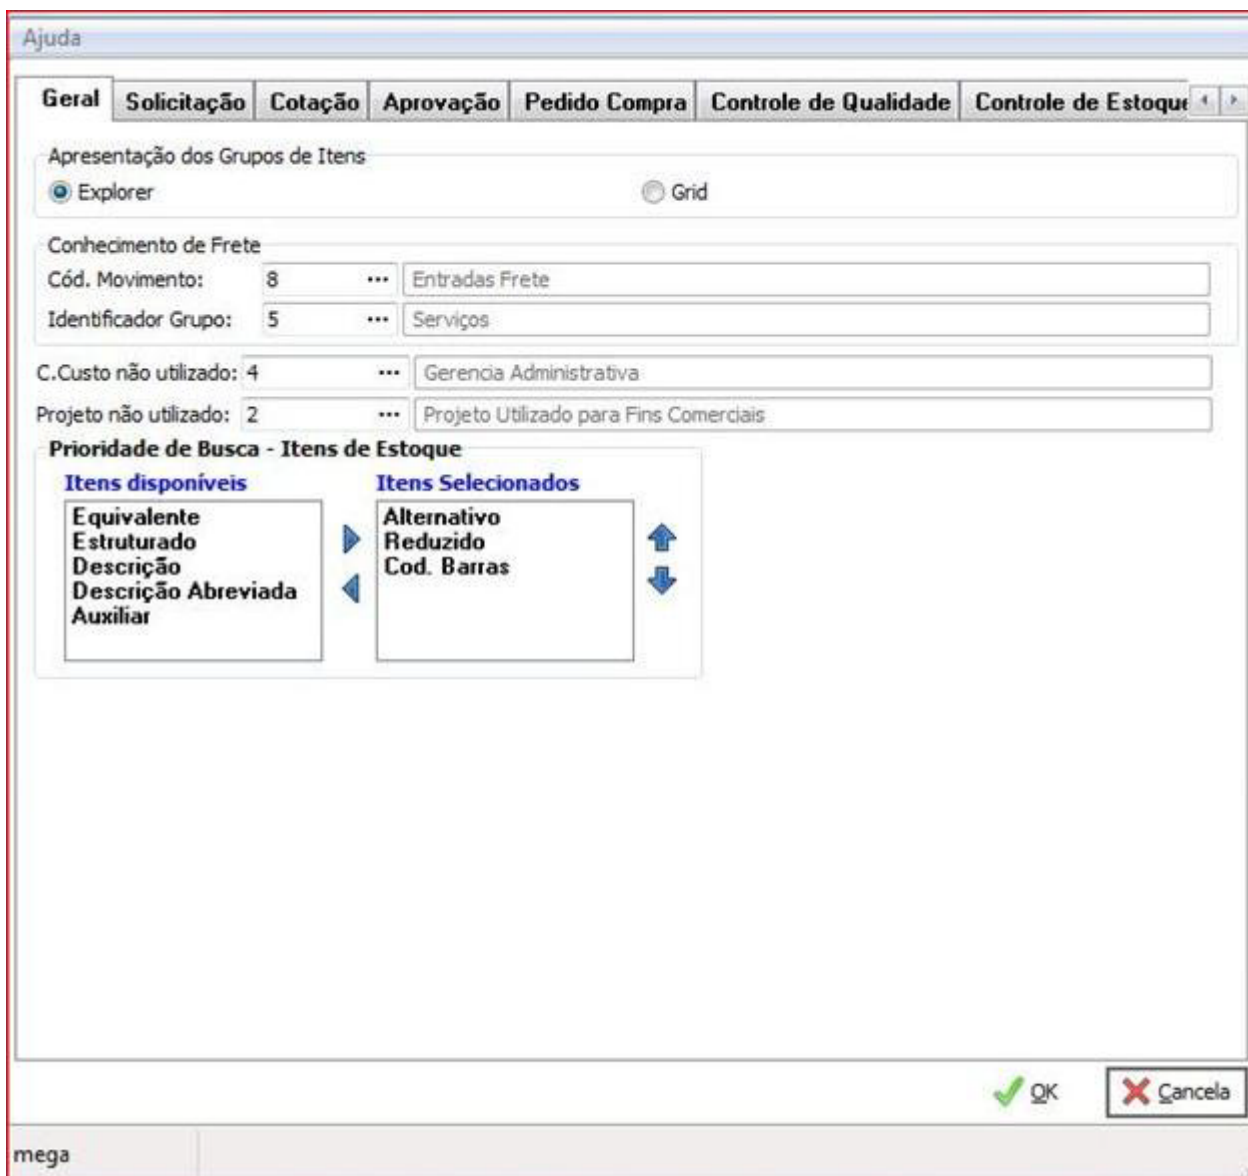 Ajuda
Geral Solicitação Cotação Aprovação Pedido Compra Controle de Qualidade Controle de Estoque
Apresentação dos Grupos de Itens
Explorer Grid
Conhecimento de Frete
Cód. Movimento: 8 ... Entradas Frete
Identificador Grupo: 5 ... Serviços
C.Custo não utilizado: 4 ... Gerencia Administrativa
Projeto não utilizado: 2 ... Projeto Utilizado para Fins Comerciais
Prioridade de Busca - Itens de Estoque
Itens disponíveis Itens Selecionados
Equivalente Alternativo
Estruturado Reduzido
Descrição Cod. Barras
Descrição Abreviada
Auxiliar
OK Cancela
mega